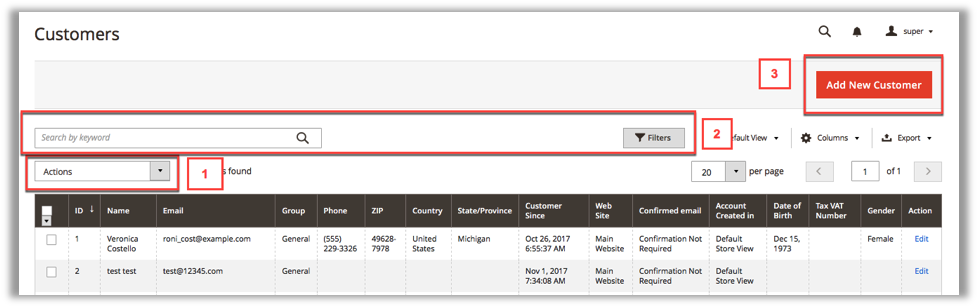 Customers
super
3
Add New Customer
Search by keyword
Filters
2
efault View
Columns
Export
Actions
1
s found
20
per page
1
of 1
ID ↓ Name Email Group Phone ZIP Country State/Province Customer Since Web Site Confirmed email Account Created in Date of Birth Tax VAT Number Gender Action
1 Veronica Costello roni_cost@example.com General (555) 229-3326 49628-7978 United States Michigan Oct 26, 2017 6:55:37 AM Main Website Confirmation Not Required Default Store View Dec 15, 1973 Female Edit
2 test test test@12345.com General Nov 1, 2017 7:34:08 AM Main Website Confirmation Not Required Default Store View Edit